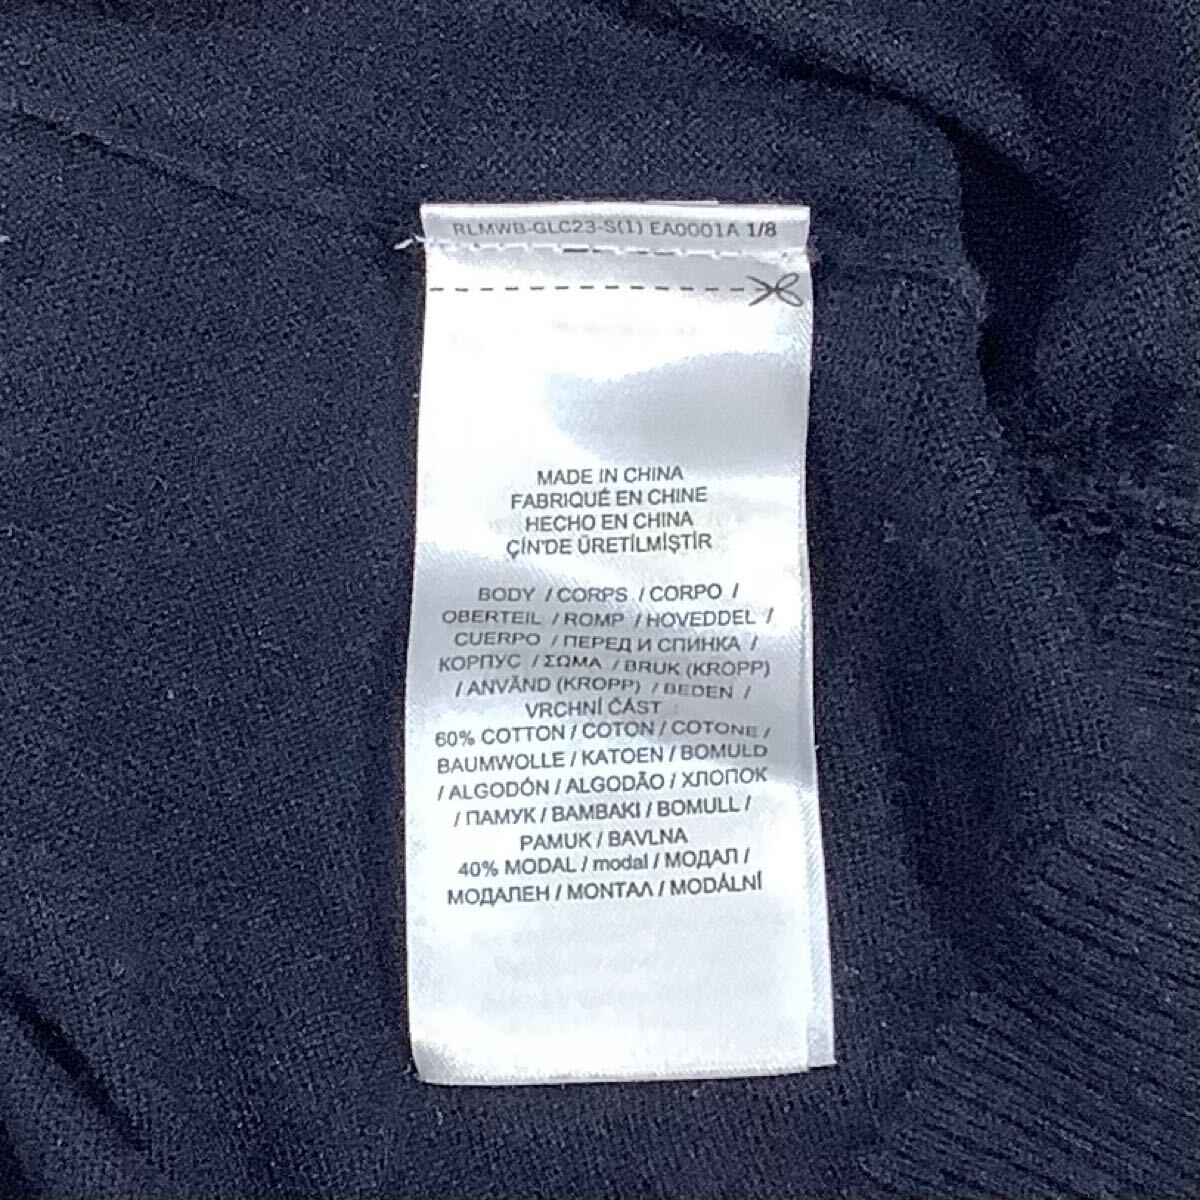 RLMWB-GLC23-S(1) EA0001A 1/8
MADE IN CHINA
FABRIQUÉ EN CHINE
HECHO EN CHINA
ÇİN'DE ÜRETİLMİŞTİR
BODY / CORPS / CORPO /
OBERTEIL / ROMP / HOVEDDEL /
CUERPO / ПЕРЕД И СПИНКА /
КОРПУС / ΣΩΜΑ / BRUK (KROPP)
/ ANVÄND (KROPP) / BEDEN /
VRCHNÍ ČÁST
60% COTTON / COTON / COTONE /
BAUMWOLLE / KATOEN / BOMULD
/ ALGODÓN / ALGODÃO / ХЛОПОК
/ ПАМУК / ΒΑΜΒΑΚΙ / BOMULL /
PAMUK / BAVLNA
40% MODAL / modal / МОДАЛ /
МОДАЛЕН / ΜΟΝΤΑΛ / MODÁLNÍ